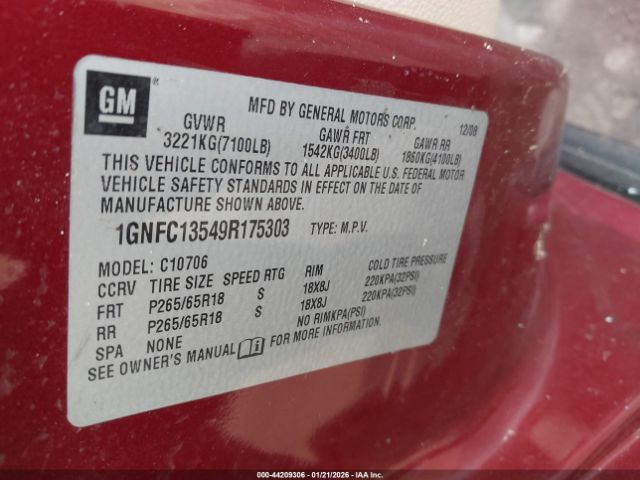 GM
MFD BY GENERAL MOTORS CORP. 12/08
GVWR GAWR FRT GAWR RR
3221KG(7100LB) 1542KG(3400LB) 1860KG(4100LB)
THIS VEHICLE CONFORMS TO ALL APPLICABLE U.S. FEDERAL MOTOR
VEHICLE SAFETY STANDARDS IN EFFECT ON THE DATE OF
MANUFACTURE SHOWN ABOVE.
1GNFC13549R175303 TYPE: M.P.V.
MODEL: C10706
CCRV TIRE SIZE SPEED RTG RIM COLD TIRE PRESSURE
FRT P265/65R18 S 18X8J 220KPA(32PSI)
RR P265/65R18 S 18X8J 220KPA(32PSI)
SPA NONE NO RIMKPA(PSI)
SEE OWNER'S MANUAL FOR MORE INFORMATION.
000-44209306 | 01/21/2026 | IAA Inc.